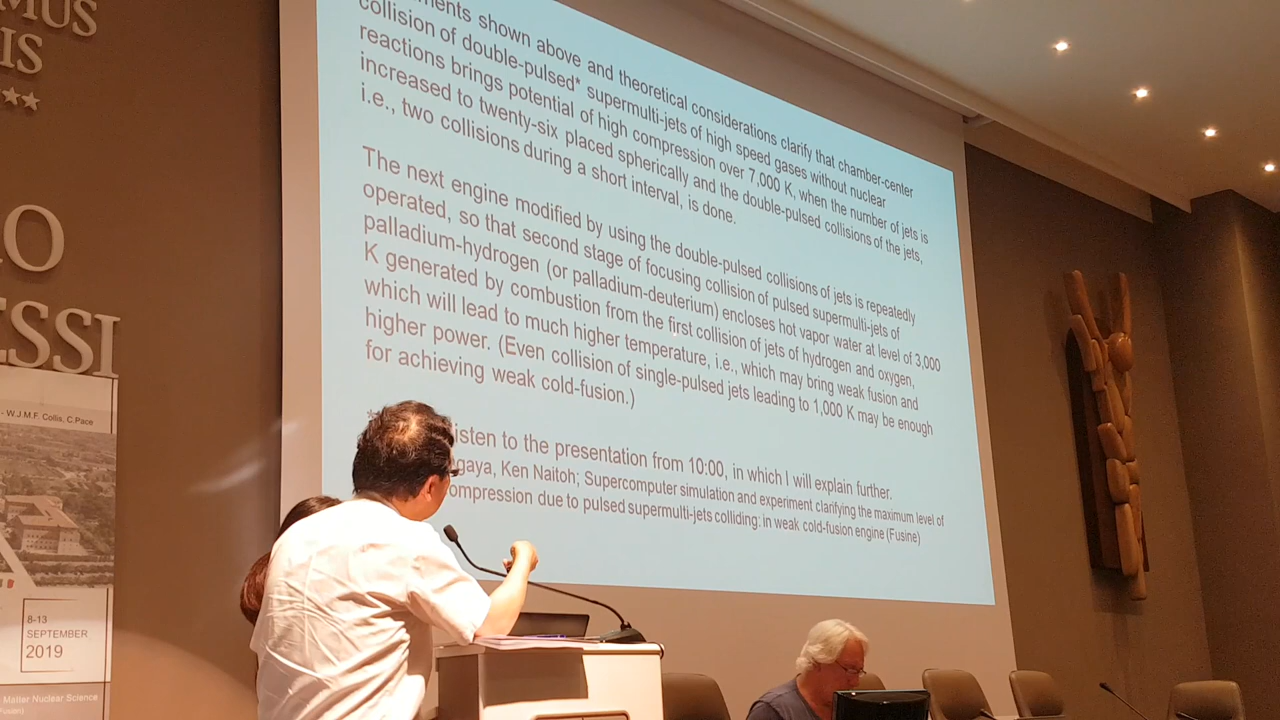 MUS
IS
IO
ESSI
- W.J.M.F. Collis, C.Pace
8-13
SEPTEMBER
2019
Matter Nuclear Science
shown above and theoretical considerations clarify that chamber-center
collision of double-pulsed* supermulti-jets of high speed gases without nuclear
reactions brings potential of high compression over 7,000 K, when the number of jets is
increased to twenty-six placed spherically and the double-pulsed collisions of the jets,
i.e., two collisions during a short interval, is done.
The next engine modified by using the double-pulsed collisions of jets is repeatedly
operated, so that second stage of focusing collision of pulsed supermulti-jets of
palladium-hydrogen (or palladium-deuterium) encloses hot vapor water at level of 3,000
K generated by combustion from the first collision of jets of hydrogen and oxygen,
which will lead to much higher temperature, i.e., which may bring weak fusion and
higher power. (Even collision of single-pulsed jets leading to 1,000 K may be enough
for achieving weak cold-fusion.)
isten to the presentation from 10:00, in which I will explain further.
gaya, Ken Naitoh; Supercomputer simulation and experiment clarifying the maximum level of
ompression due to pulsed supermulti-jets colliding: in weak cold-fusion engine (Fusine)